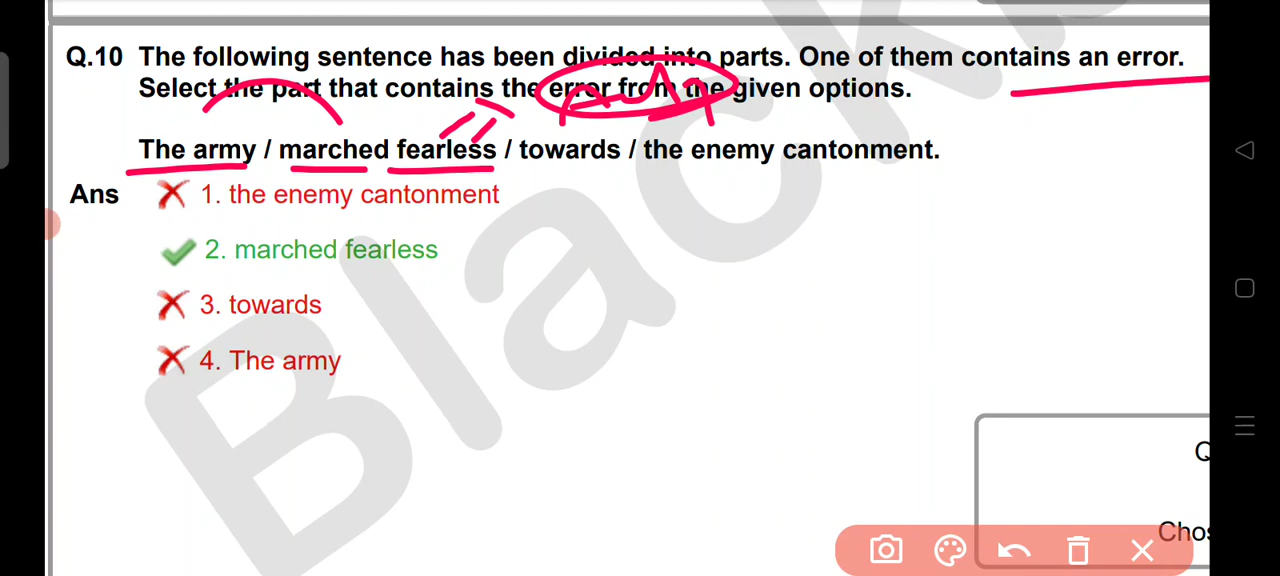 Q.10 The following sentence has been divided into parts. One of them contains an error.
Select the part that contains the error from the given options.
The army / marched fearless / towards / the enemy cantonment.
Ans 1. the enemy cantonment
2. marched fearless
3. towards
4. The army
Black
Q
Chos